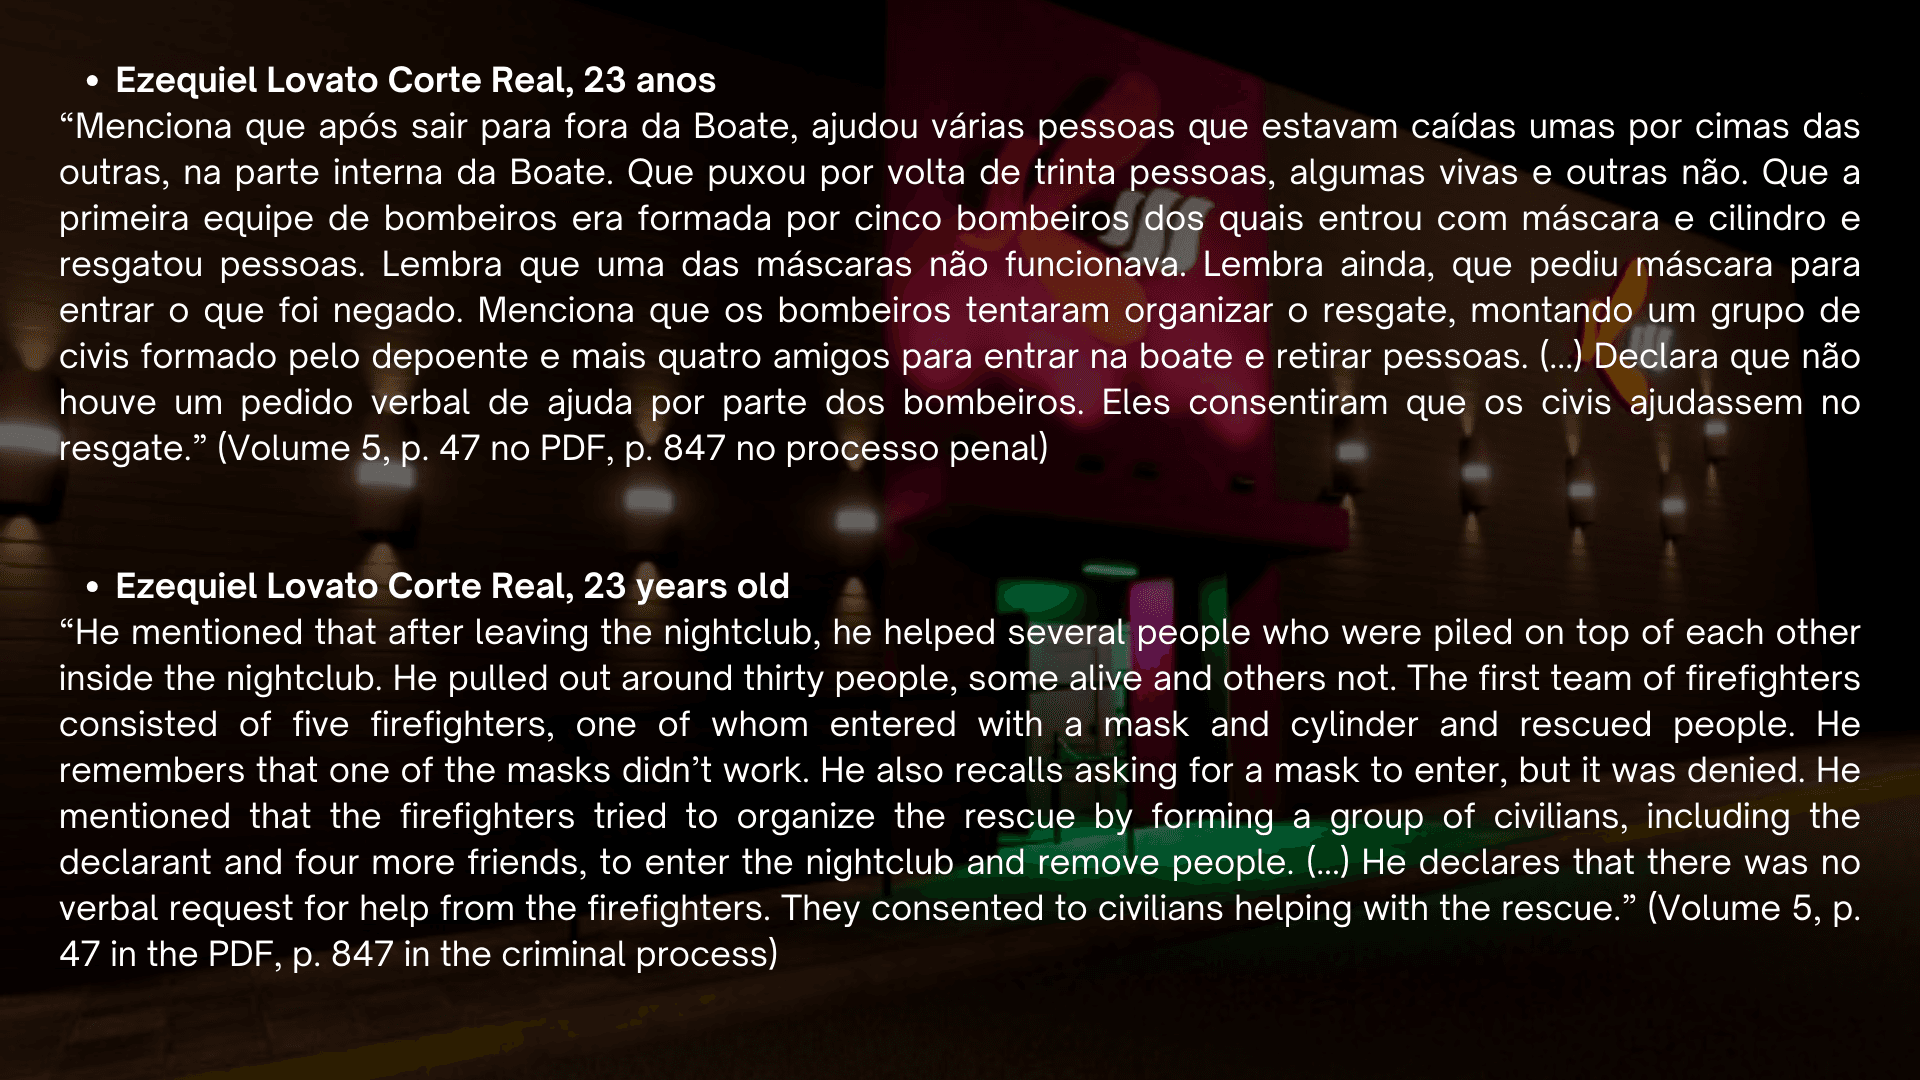 • Ezequiel Lovato Corte Real, 23 anos
“Menciona que após sair para fora da Boate, ajudou várias pessoas que estavam caídas umas por cimas das
outras, na parte interna da Boate. Que puxou por volta de trinta pessoas, algumas vivas e outras não. Que a
primeira equipe de bombeiros era formada por cinco bombeiros dos quais entrou com máscara e cilindro e
resgatou pessoas. Lembra que uma das máscaras não funcionava. Lembra ainda, que pediu máscara para
entrar o que foi negado. Menciona que os bombeiros tentaram organizar o resgate, montando um grupo de
civis formado pelo depoente e mais quatro amigos para entrar na boate e retirar pessoas. (...) Declara que não
houve um pedido verbal de ajuda por parte dos bombeiros. Eles consentiram que os civis ajudassem no
resgate.” (Volume 5, p. 47 no PDF, p. 847 no processo penal)
• Ezequiel Lovato Corte Real, 23 years old
“He mentioned that after leaving the nightclub, he helped several people who were piled on top of each other
inside the nightclub. He pulled out around thirty people, some alive and others not. The first team of firefighters
consisted of five firefighters, one of whom entered with a mask and cylinder and rescued people. He
remembers that one of the masks didn’t work. He also recalls asking for a mask to enter, but it was denied. He
mentioned that the firefighters tried to organize the rescue by forming a group of civilians, including the
declarant and four more friends, to enter the nightclub and remove people. (...) He declares that there was no
verbal request for help from the firefighters. They consented to civilians helping with the rescue.” (Volume 5, p.
47 in the PDF, p. 847 in the criminal process)